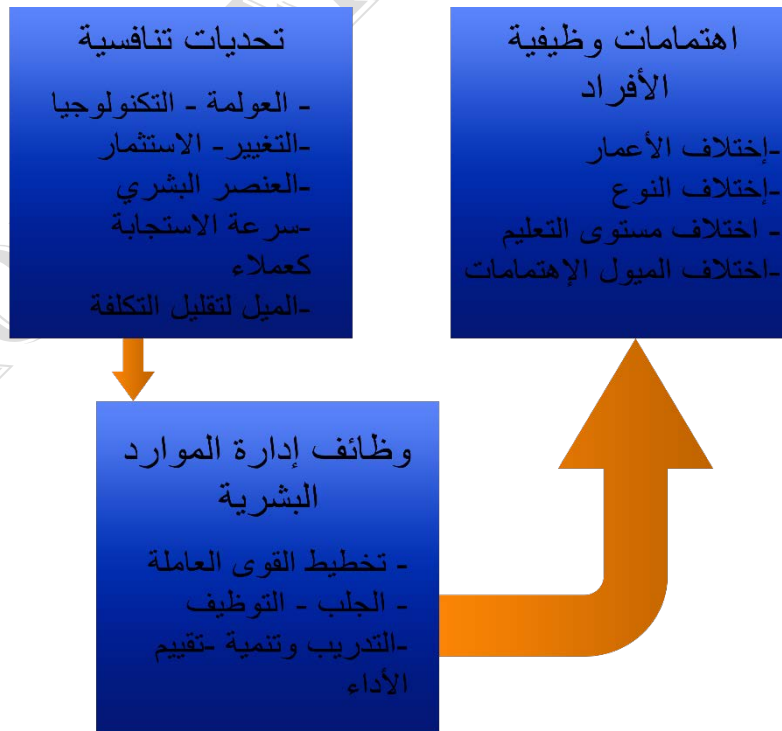 تحديات تنافسية
- العولمة - التكنولوجيا
-التغيير- الاستثمار
-العنصر البشري
-سرعة الاستجابة
كعملاء
-الميل لتقليل التكلفة
اهتمامات وظيفية
الأفراد
-إختلاف الأعمار
-إختلاف النوع
- اختلاف مستوى التعليم
-اختلاف الميول الإهتمامات
وظائف إدارة الموارد
البشرية
- تخطيط القوى العاملة
- الجلب - التوظيف
-التدريب وتنمية -تقييم
الأداء